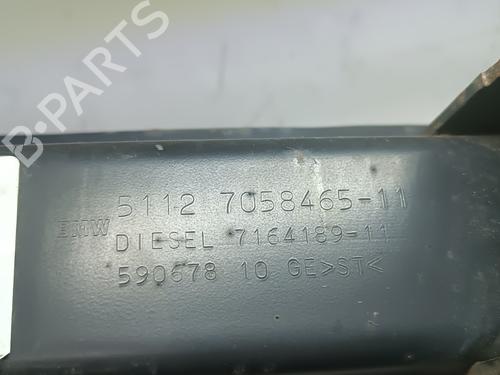 5112 7058465-11
BMW
DIESEL 7164189-11
590678 10 GE>ST<
B-PARTS